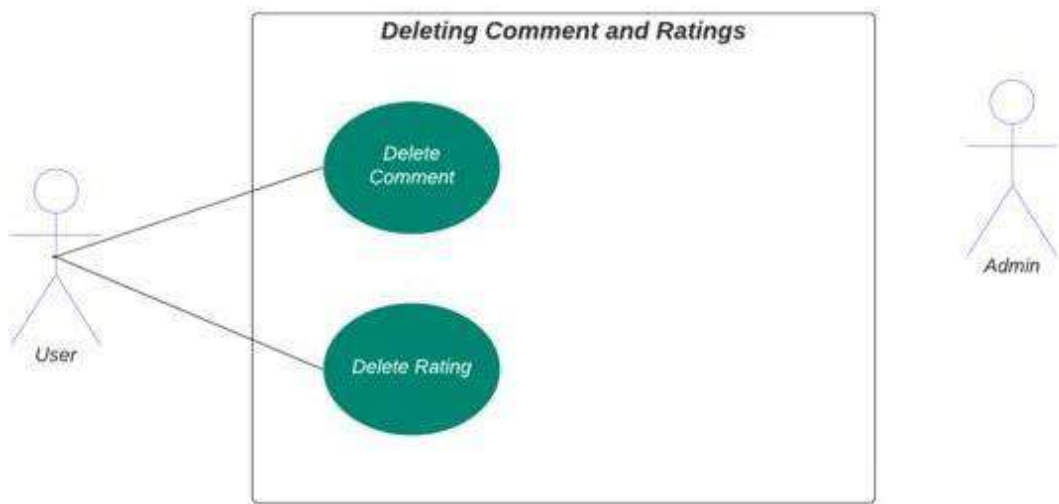 Deleting Comment and Ratings
Delete
Comment
Admin
User
Delete Rating